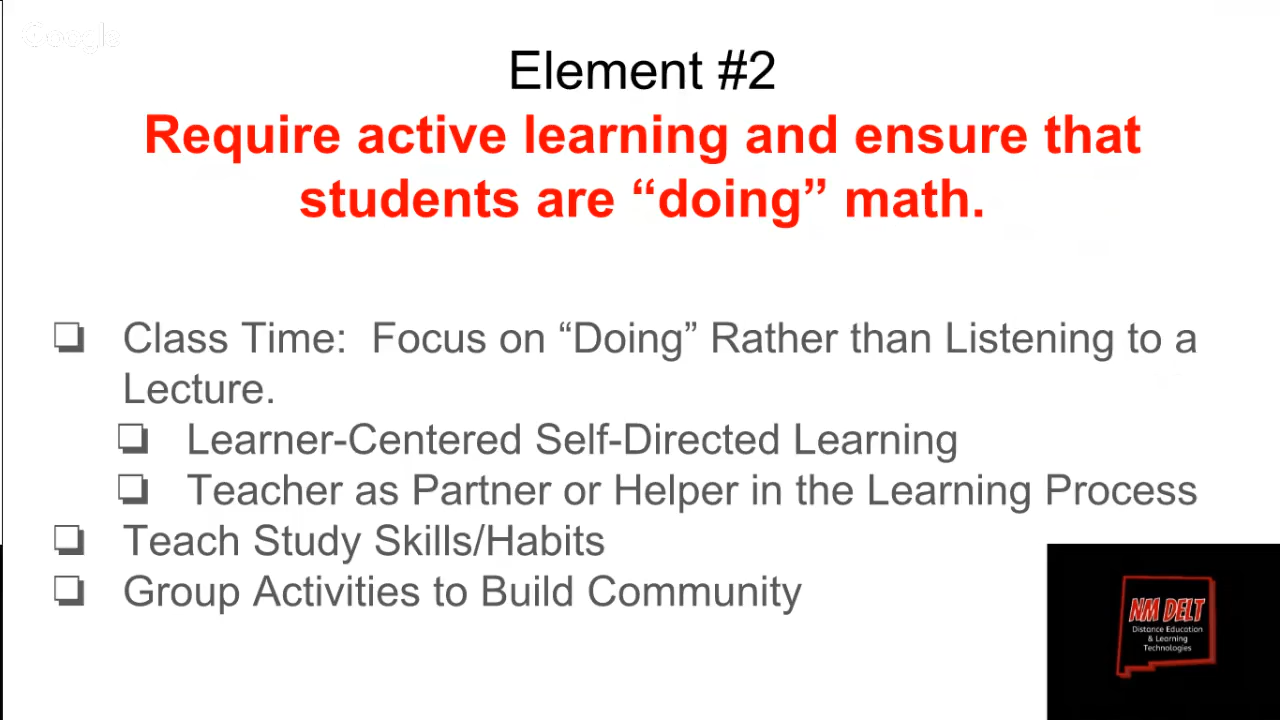 Google
Element #2
Require active learning and ensure that
students are “doing” math.
❏ Class Time:  Focus on “Doing” Rather than Listening to a
Lecture.
❏ Learner-Centered Self-Directed Learning
❏ Teacher as Partner or Helper in the Learning Process
❏ Teach Study Skills/Habits
❏ Group Activities to Build Community
NM DELT
Distance Education
& Learning
Technologies